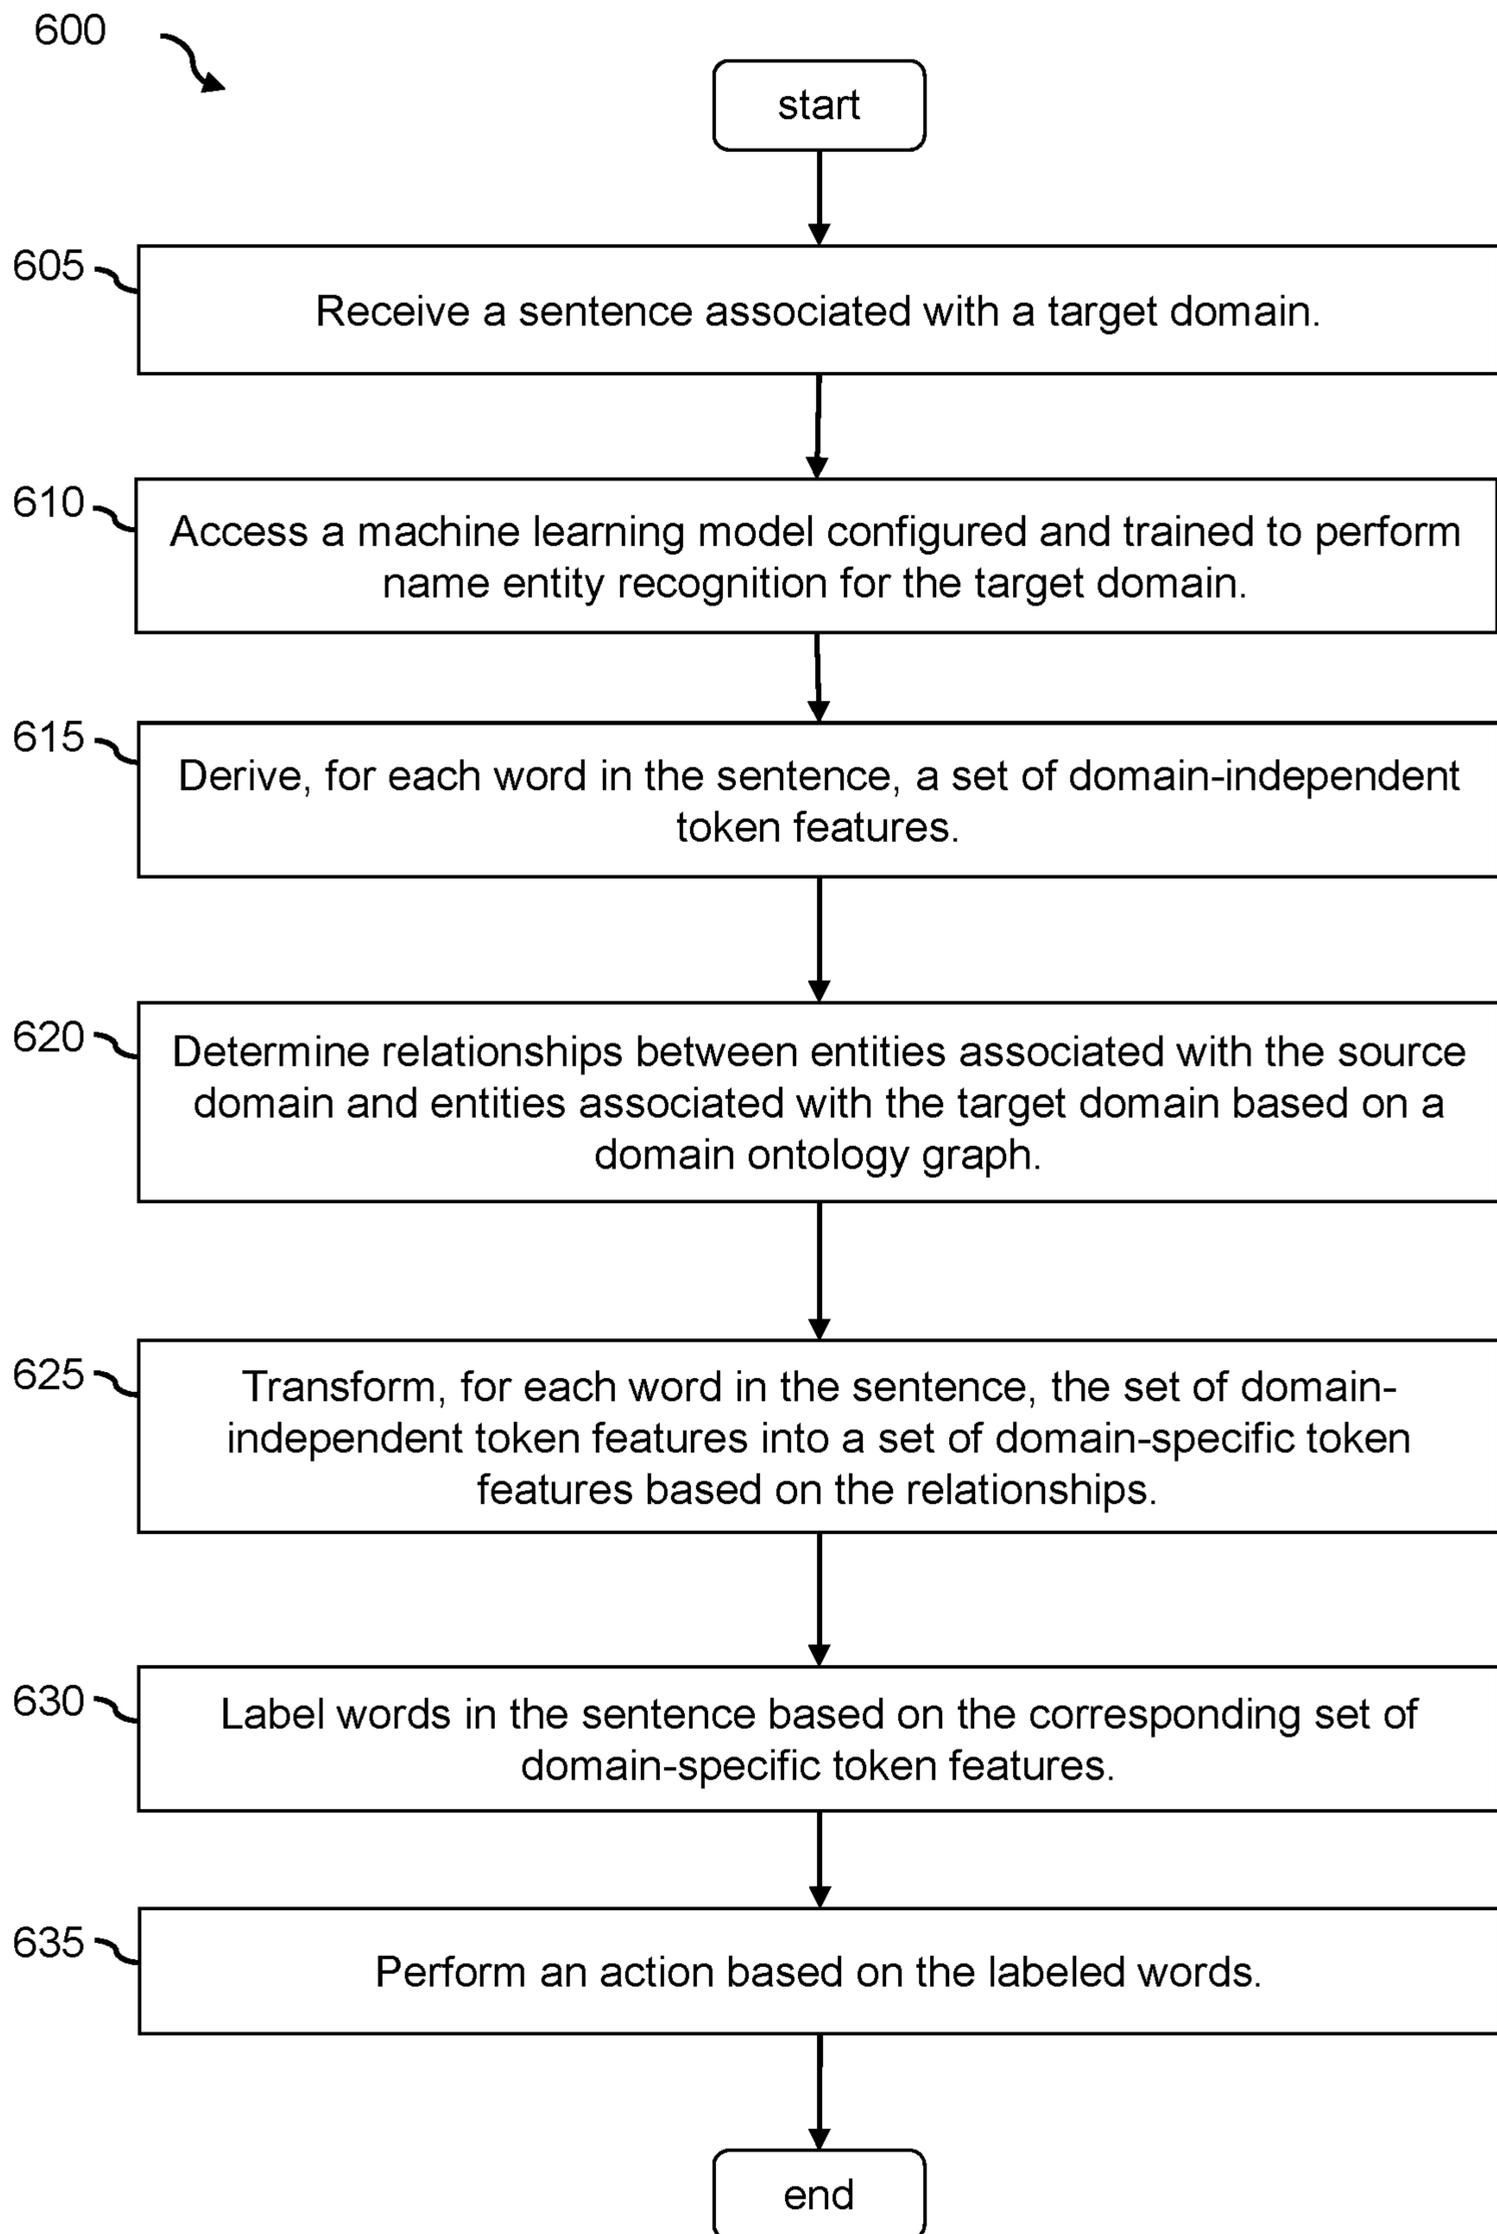 600
start
605
Receive a sentence associated with a target domain.
610
Access a machine learning model configured and trained to perform
name entity recognition for the target domain.
615
Derive, for each word in the sentence, a set of domain-independent
token features.
620
Determine relationships between entities associated with the source
domain and entities associated with the target domain based on a
domain ontology graph.
625
Transform, for each word in the sentence, the set of domain-
independent token features into a set of domain-specific token
features based on the relationships.
630
Label words in the sentence based on the corresponding set of
domain-specific token features.
635
Perform an action based on the labeled words.
end